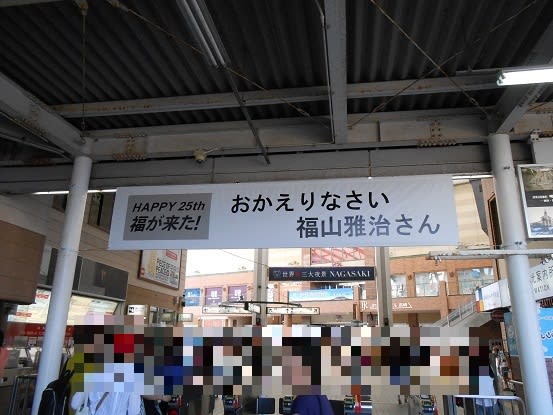 HAPPY 25th
福が来た!
おかえりなさい
福山雅治さん
世界 三大夜景 NAGASAKI